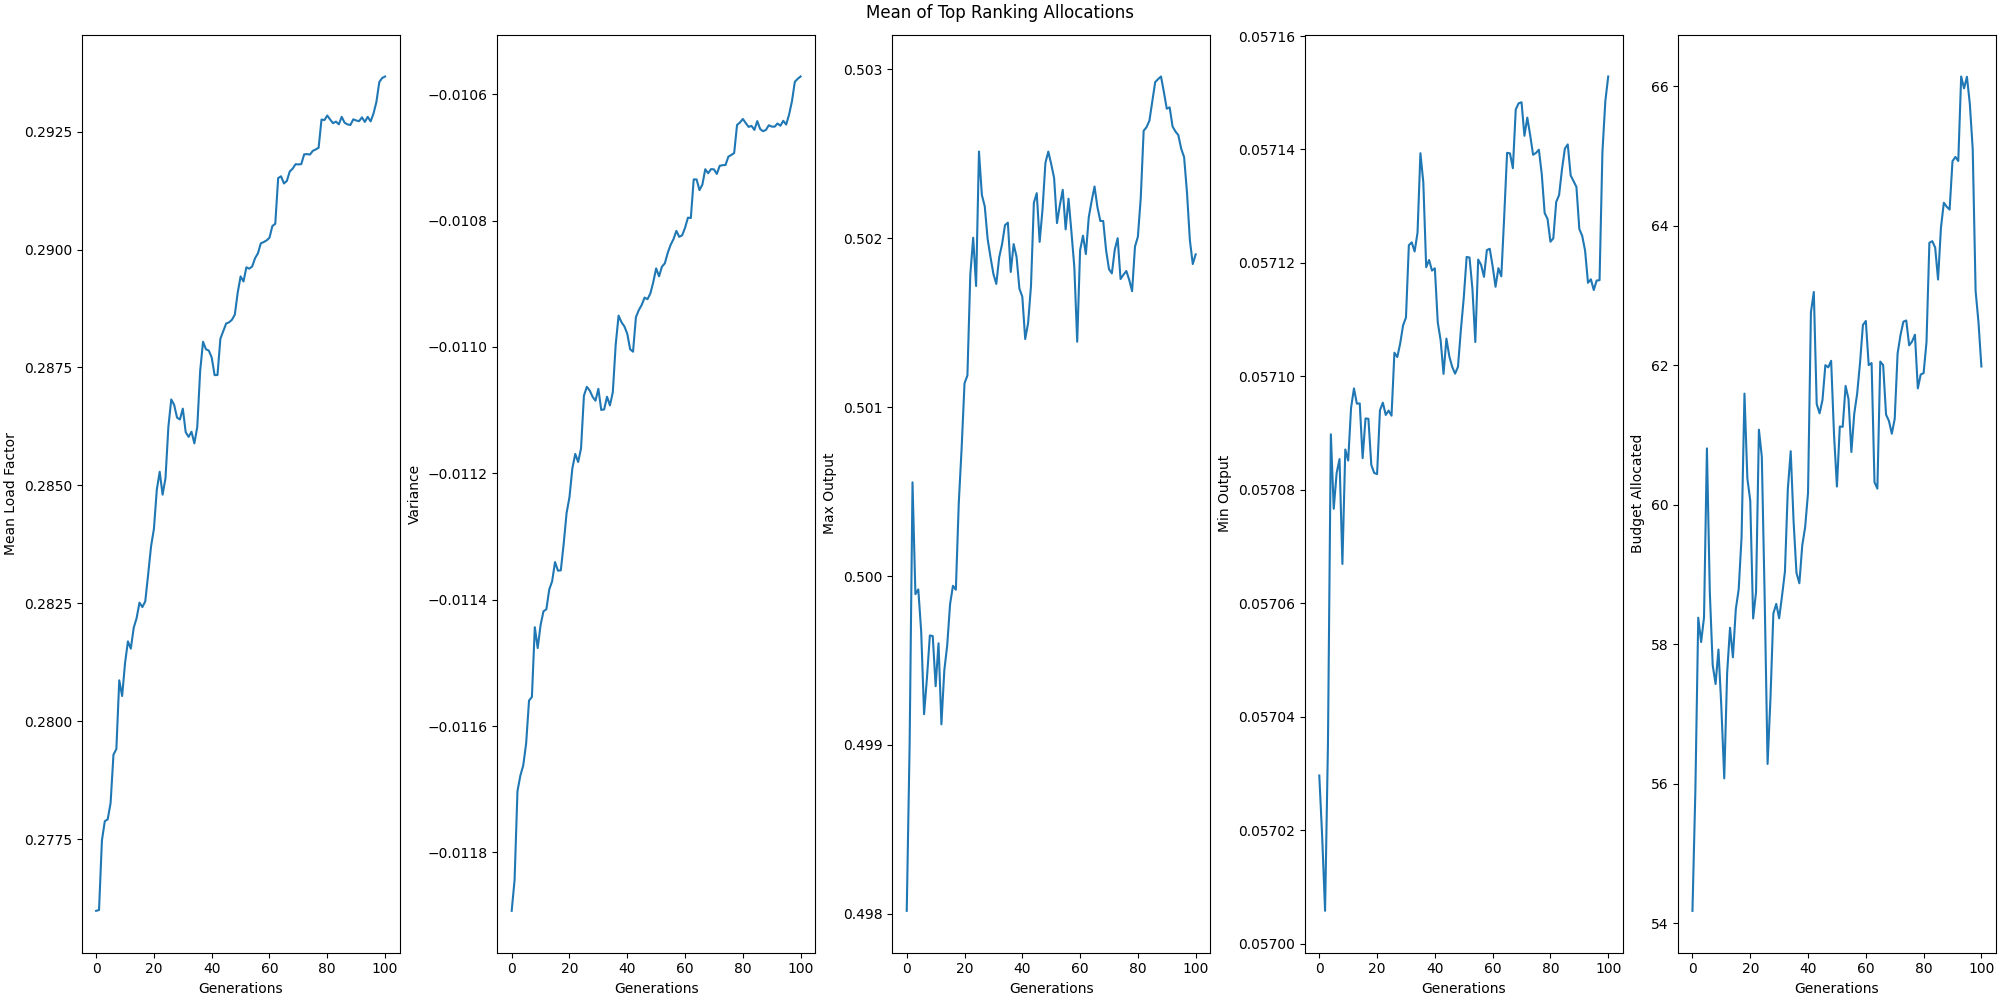 Mean of Top Ranking Allocations
Mean Load Factor
0.2925
0.2900
0.2875
0.2850
0.2825
0.2800
0.2775
0 20 40 60 80 100
Generations
Variance
−0.0106
−0.0108
−0.0110
−0.0112
−0.0114
−0.0116
−0.0118
0 20 40 60 80 100
Generations
Max Output
0.503
0.502
0.501
0.500
0.499
0.498
0 20 40 60 80 100
Generations
Min Output
0.05716
0.05714
0.05712
0.05710
0.05708
0.05706
0.05704
0.05702
0.05700
0 20 40 60 80 100
Generations
Budget Allocated
66
64
62
60
58
56
54
0 20 40 60 80 100
Generations